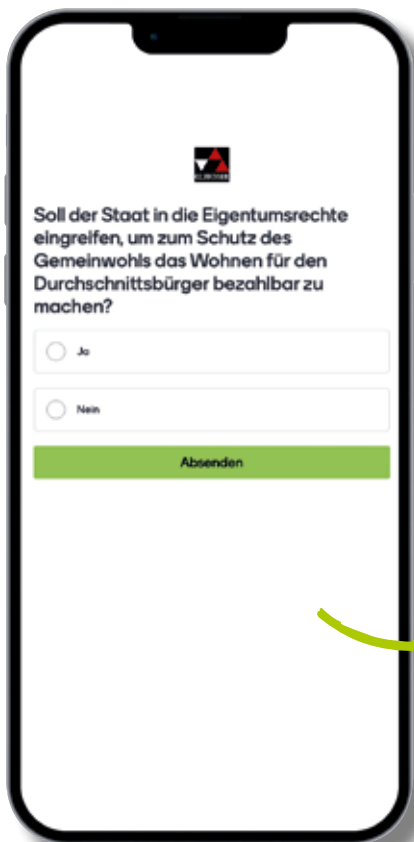 Soll der Staat in die Eigentumsrechte
eingreifen, um zum Schutz des
Gemeinwohls das Wohnen für den
Durchschnittsbürger bezahlbar zu
machen?
Ja
Nein
Absenden